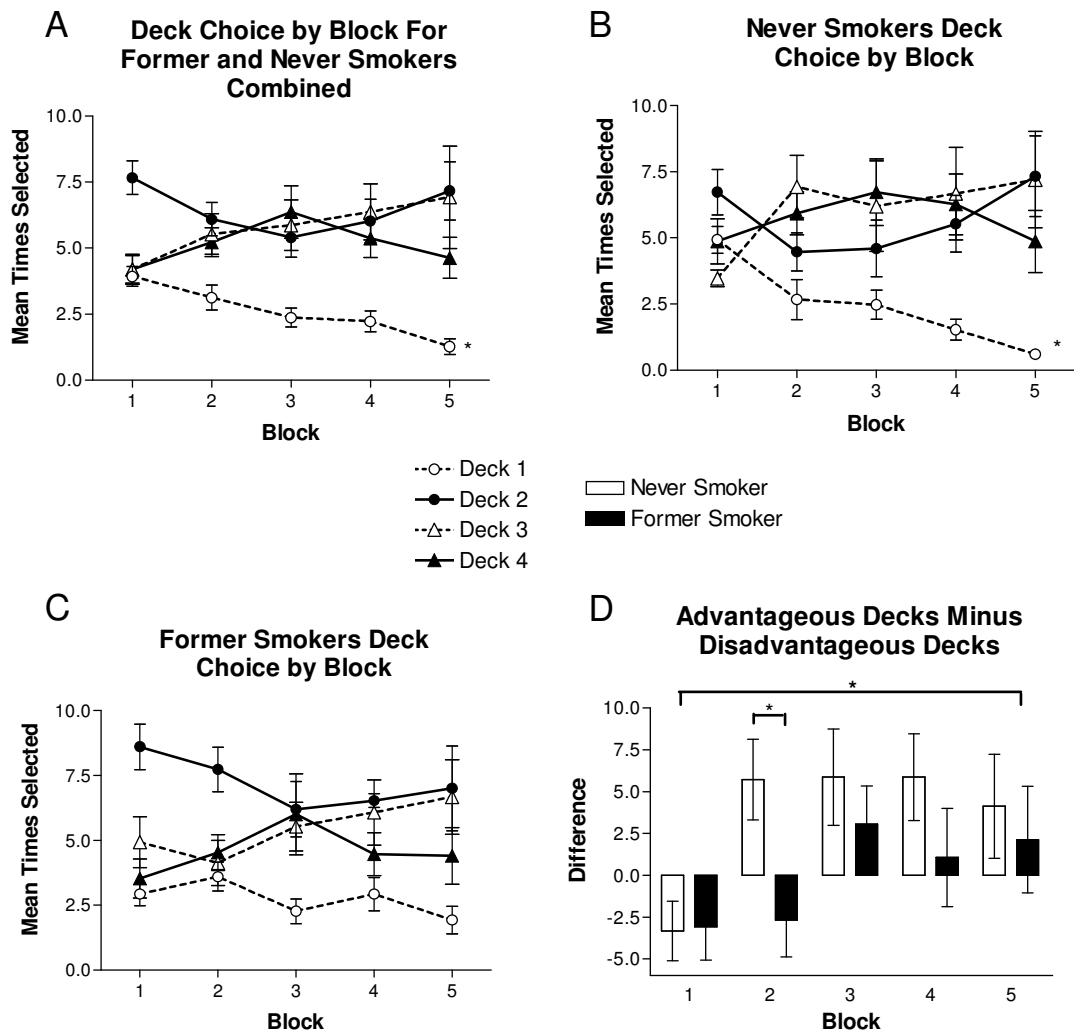 A
Deck Choice by Block For
Former and Never Smokers
Combined
Mean Times Selected
10.0
7.5
5.0
2.5
0.0
*
1 2 3 4 5
Block
B
Never Smokers Deck
Choice by Block
Mean Times Selected
10.0
7.5
5.0
2.5
0.0
*
1 2 3 4 5
Block
Deck 1
Deck 2
Deck 3
Deck 4
Never Smoker
Former Smoker
C
Former Smokers Deck
Choice by Block
Mean Times Selected
10.0
7.5
5.0
2.5
0.0
1 2 3 4 5
Block
D
Advantageous Decks Minus
Disadvantageous Decks
*
*
Difference
10.0
7.5
5.0
2.5
0.0
-2.5
-5.0
1 2 3 4 5
Block